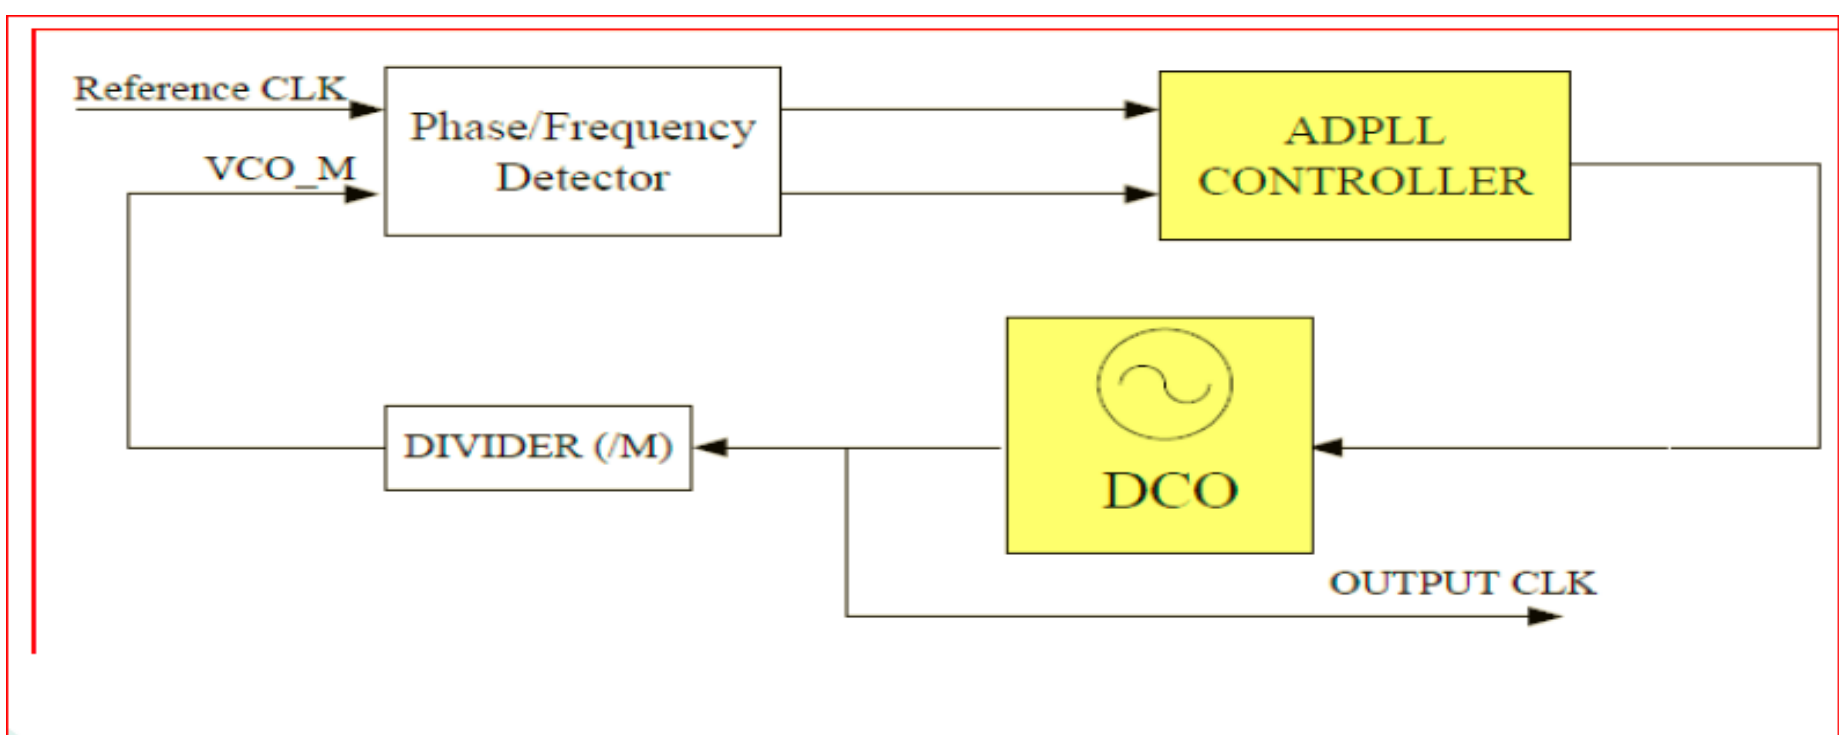 Reference CLK
VCO_M
Phase/Frequency
Detector
ADPLL
CONTROLLER
DIVIDER (/M)
DCO
OUTPUT CLK